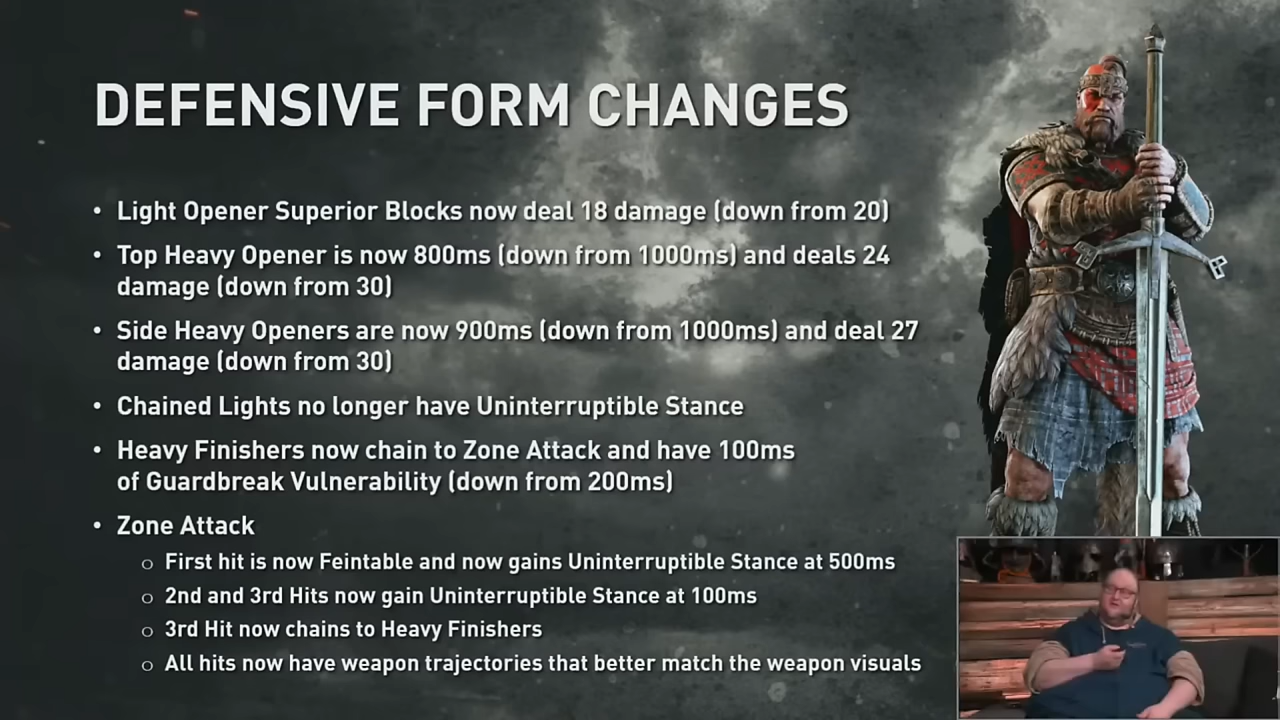 DEFENSIVE FORM CHANGES
• Light Opener Superior Blocks now deal 18 damage (down from 20)
• Top Heavy Opener is now 800ms (down from 1000ms) and deals 24
damage (down from 30)
• Side Heavy Openers are now 900ms (down from 1000ms) and deal 27
damage (down from 30)
• Chained Lights no longer have Uninterruptible Stance
• Heavy Finishers now chain to Zone Attack and have 100ms
of Guardbreak Vulnerability (down from 200ms)
• Zone Attack
o First hit is now Feintable and now gains Uninterruptible Stance at 500ms
o 2nd and 3rd Hits now gain Uninterruptible Stance at 100ms
o 3rd Hit now chains to Heavy Finishers
o All hits now have weapon trajectories that better match the weapon visuals